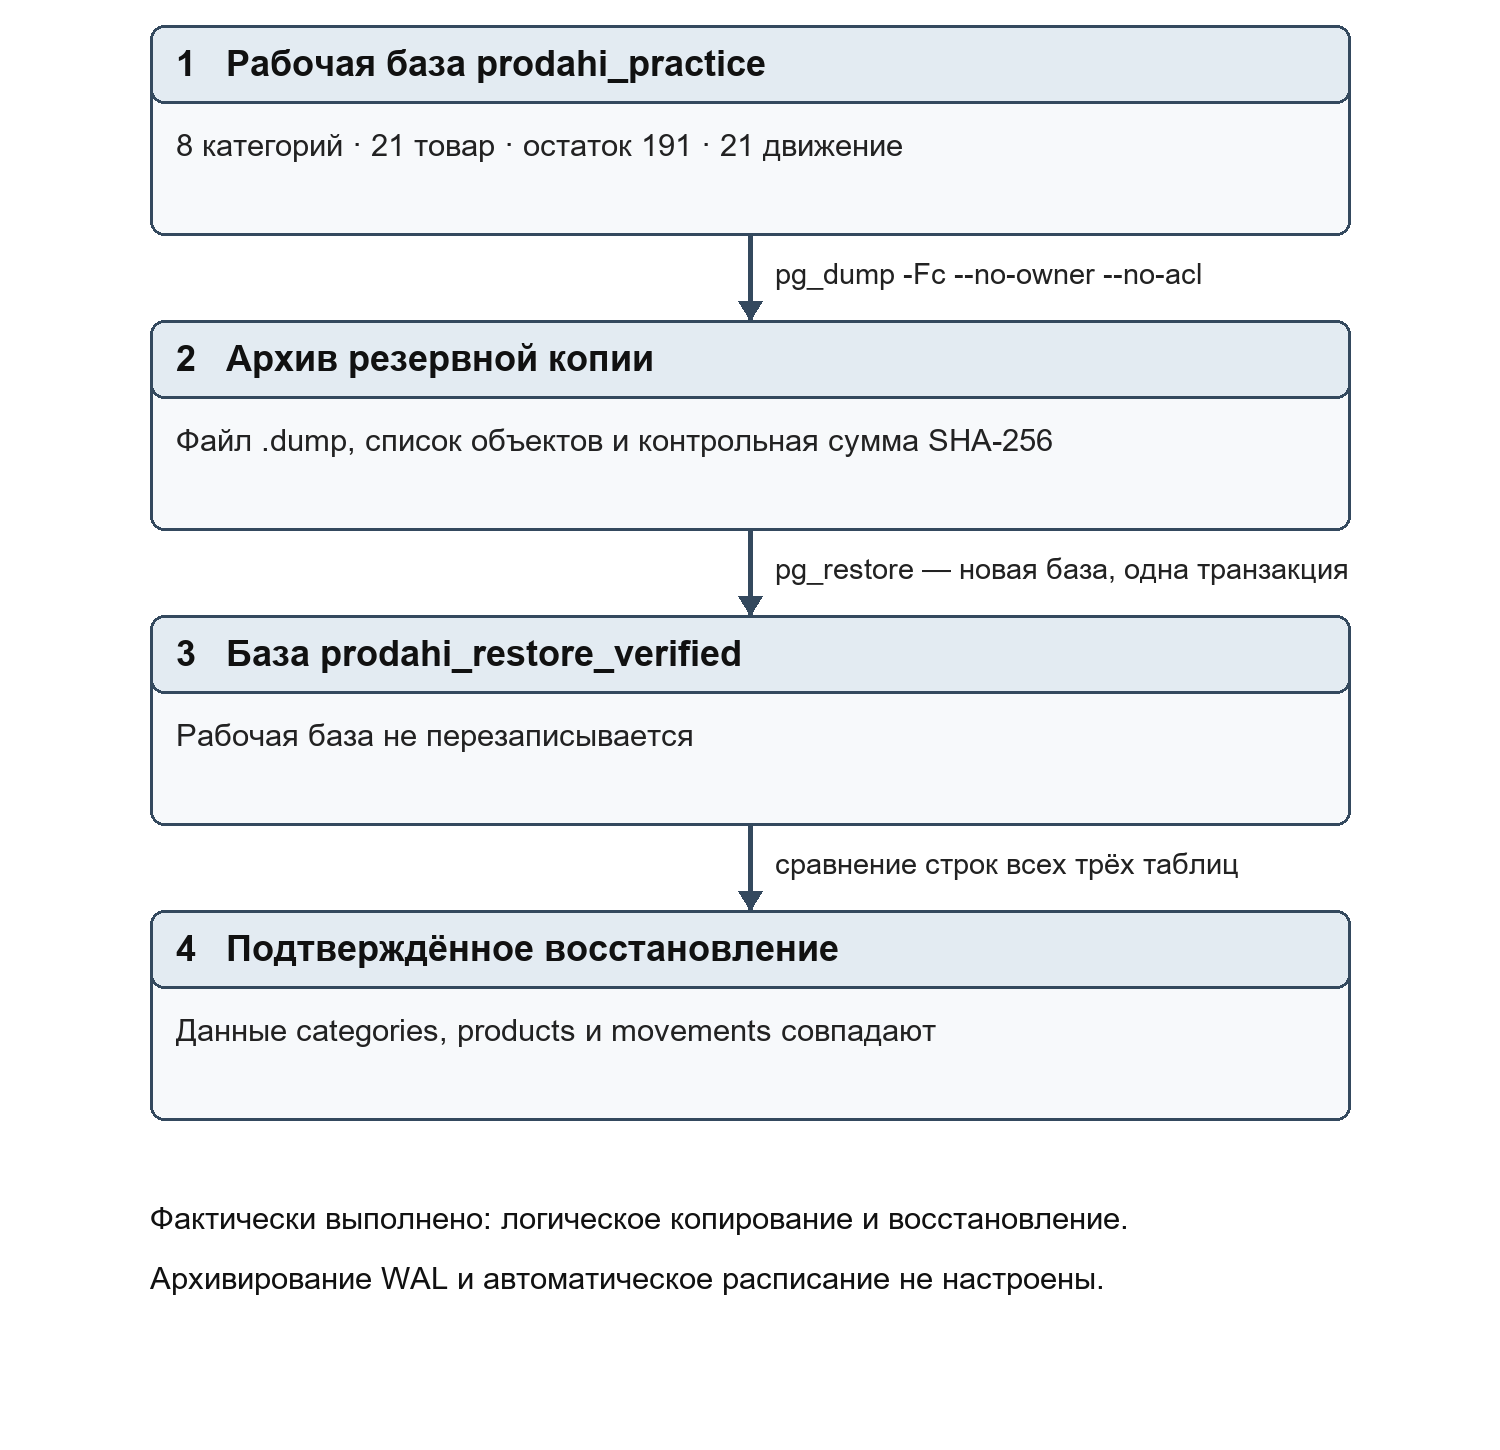 1 Рабочая база prodahi_practice
8 категорий · 21 товар · остаток 191 · 21 движение
pg_dump -Fc --no-owner --no-acl
2 Архив резервной копии
Файл .dump, список объектов и контрольная сумма SHA-256
pg_restore — новая база, одна транзакция
3 База prodahi_restore_verified
Рабочая база не перезаписывается
сравнение строк всех трёх таблиц
4 Подтверждённое восстановление
Данные categories, products и movements совпадают
Фактически выполнено: логическое копирование и восстановление.
Архивирование WAL и автоматическое расписание не настроены.